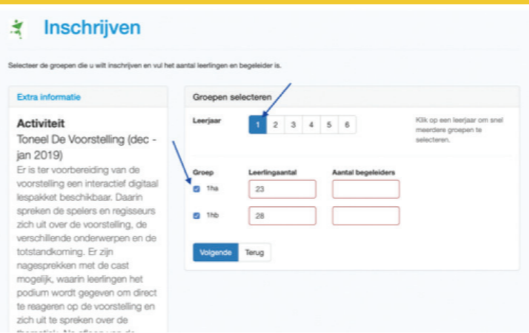 Inschrijven
Selecteer de groepen die u wilt inschrijven en vul het aantal leerlingen en begeleider is.
Extra informatie
Activiteit
Toneel De Voorstelling (dec -
jan 2019)
Er is ter voorbereiding van de
voorstelling een interactief digitaal
lespakket beschikbaar. Daarin
spreken de spelers en regisseurs
zich uit over de voorstelling, de
verschillende onderwerpen en de
totstandkoming. Er zijn
nagesprekken met de cast
mogelijk, waarin leerlingen het
podium wordt gegeven om direct
te reageren op de voorstelling en
zich uit te spreken over de
Groepen selecteren
Leerjaar
1 2 3 4 5 6
Klik op een leerjaar om snel
meerdere groepen te
selecteren.
Groep Leerlingaantal Aantal begeleiders
1ha 23
1hb 28
Volgende Terug